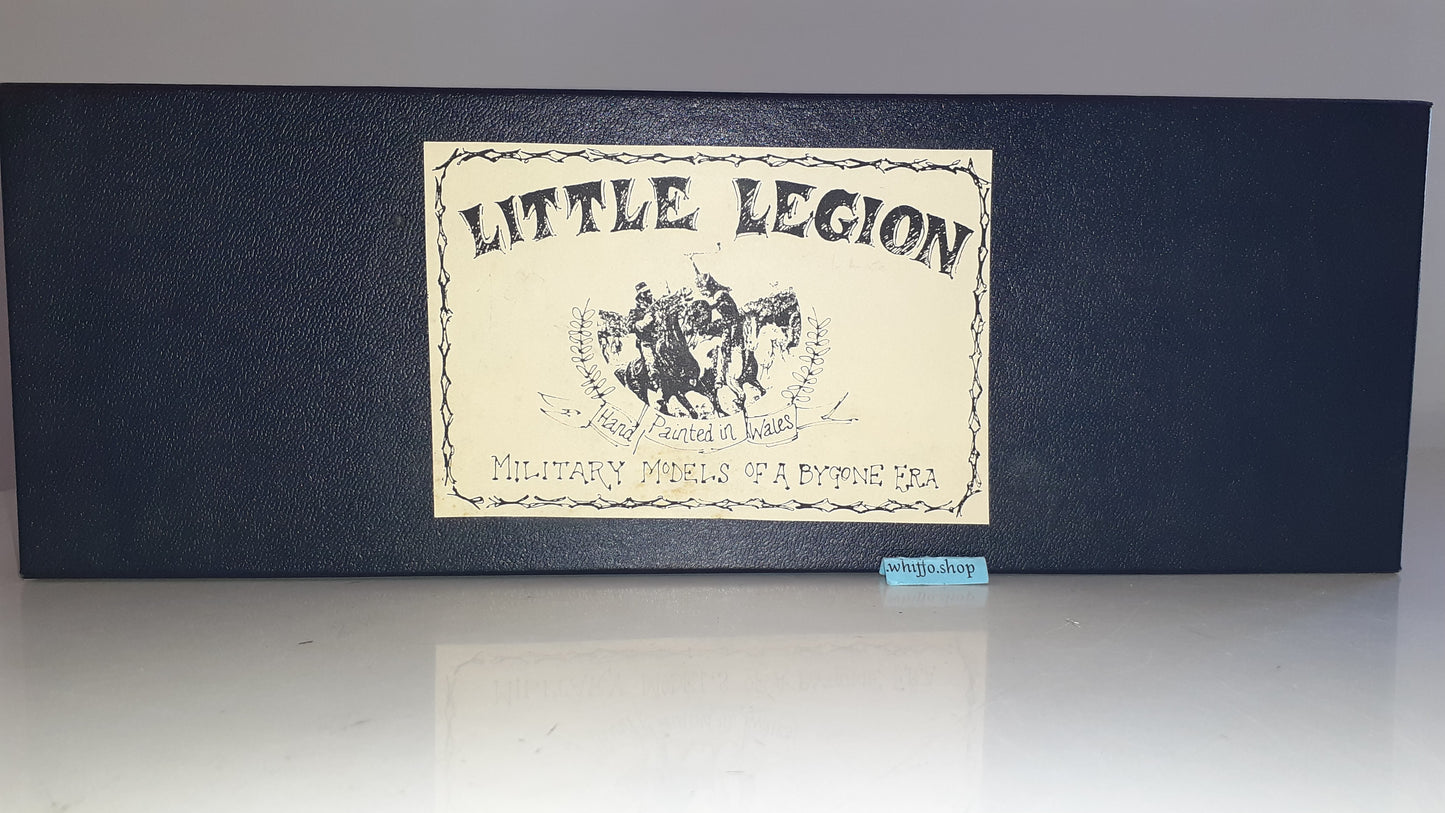 LITTLE LEGION
Hand Painted in Wales
MILITARY MODELS OF A BYGONE ERA
.whiffo.shop